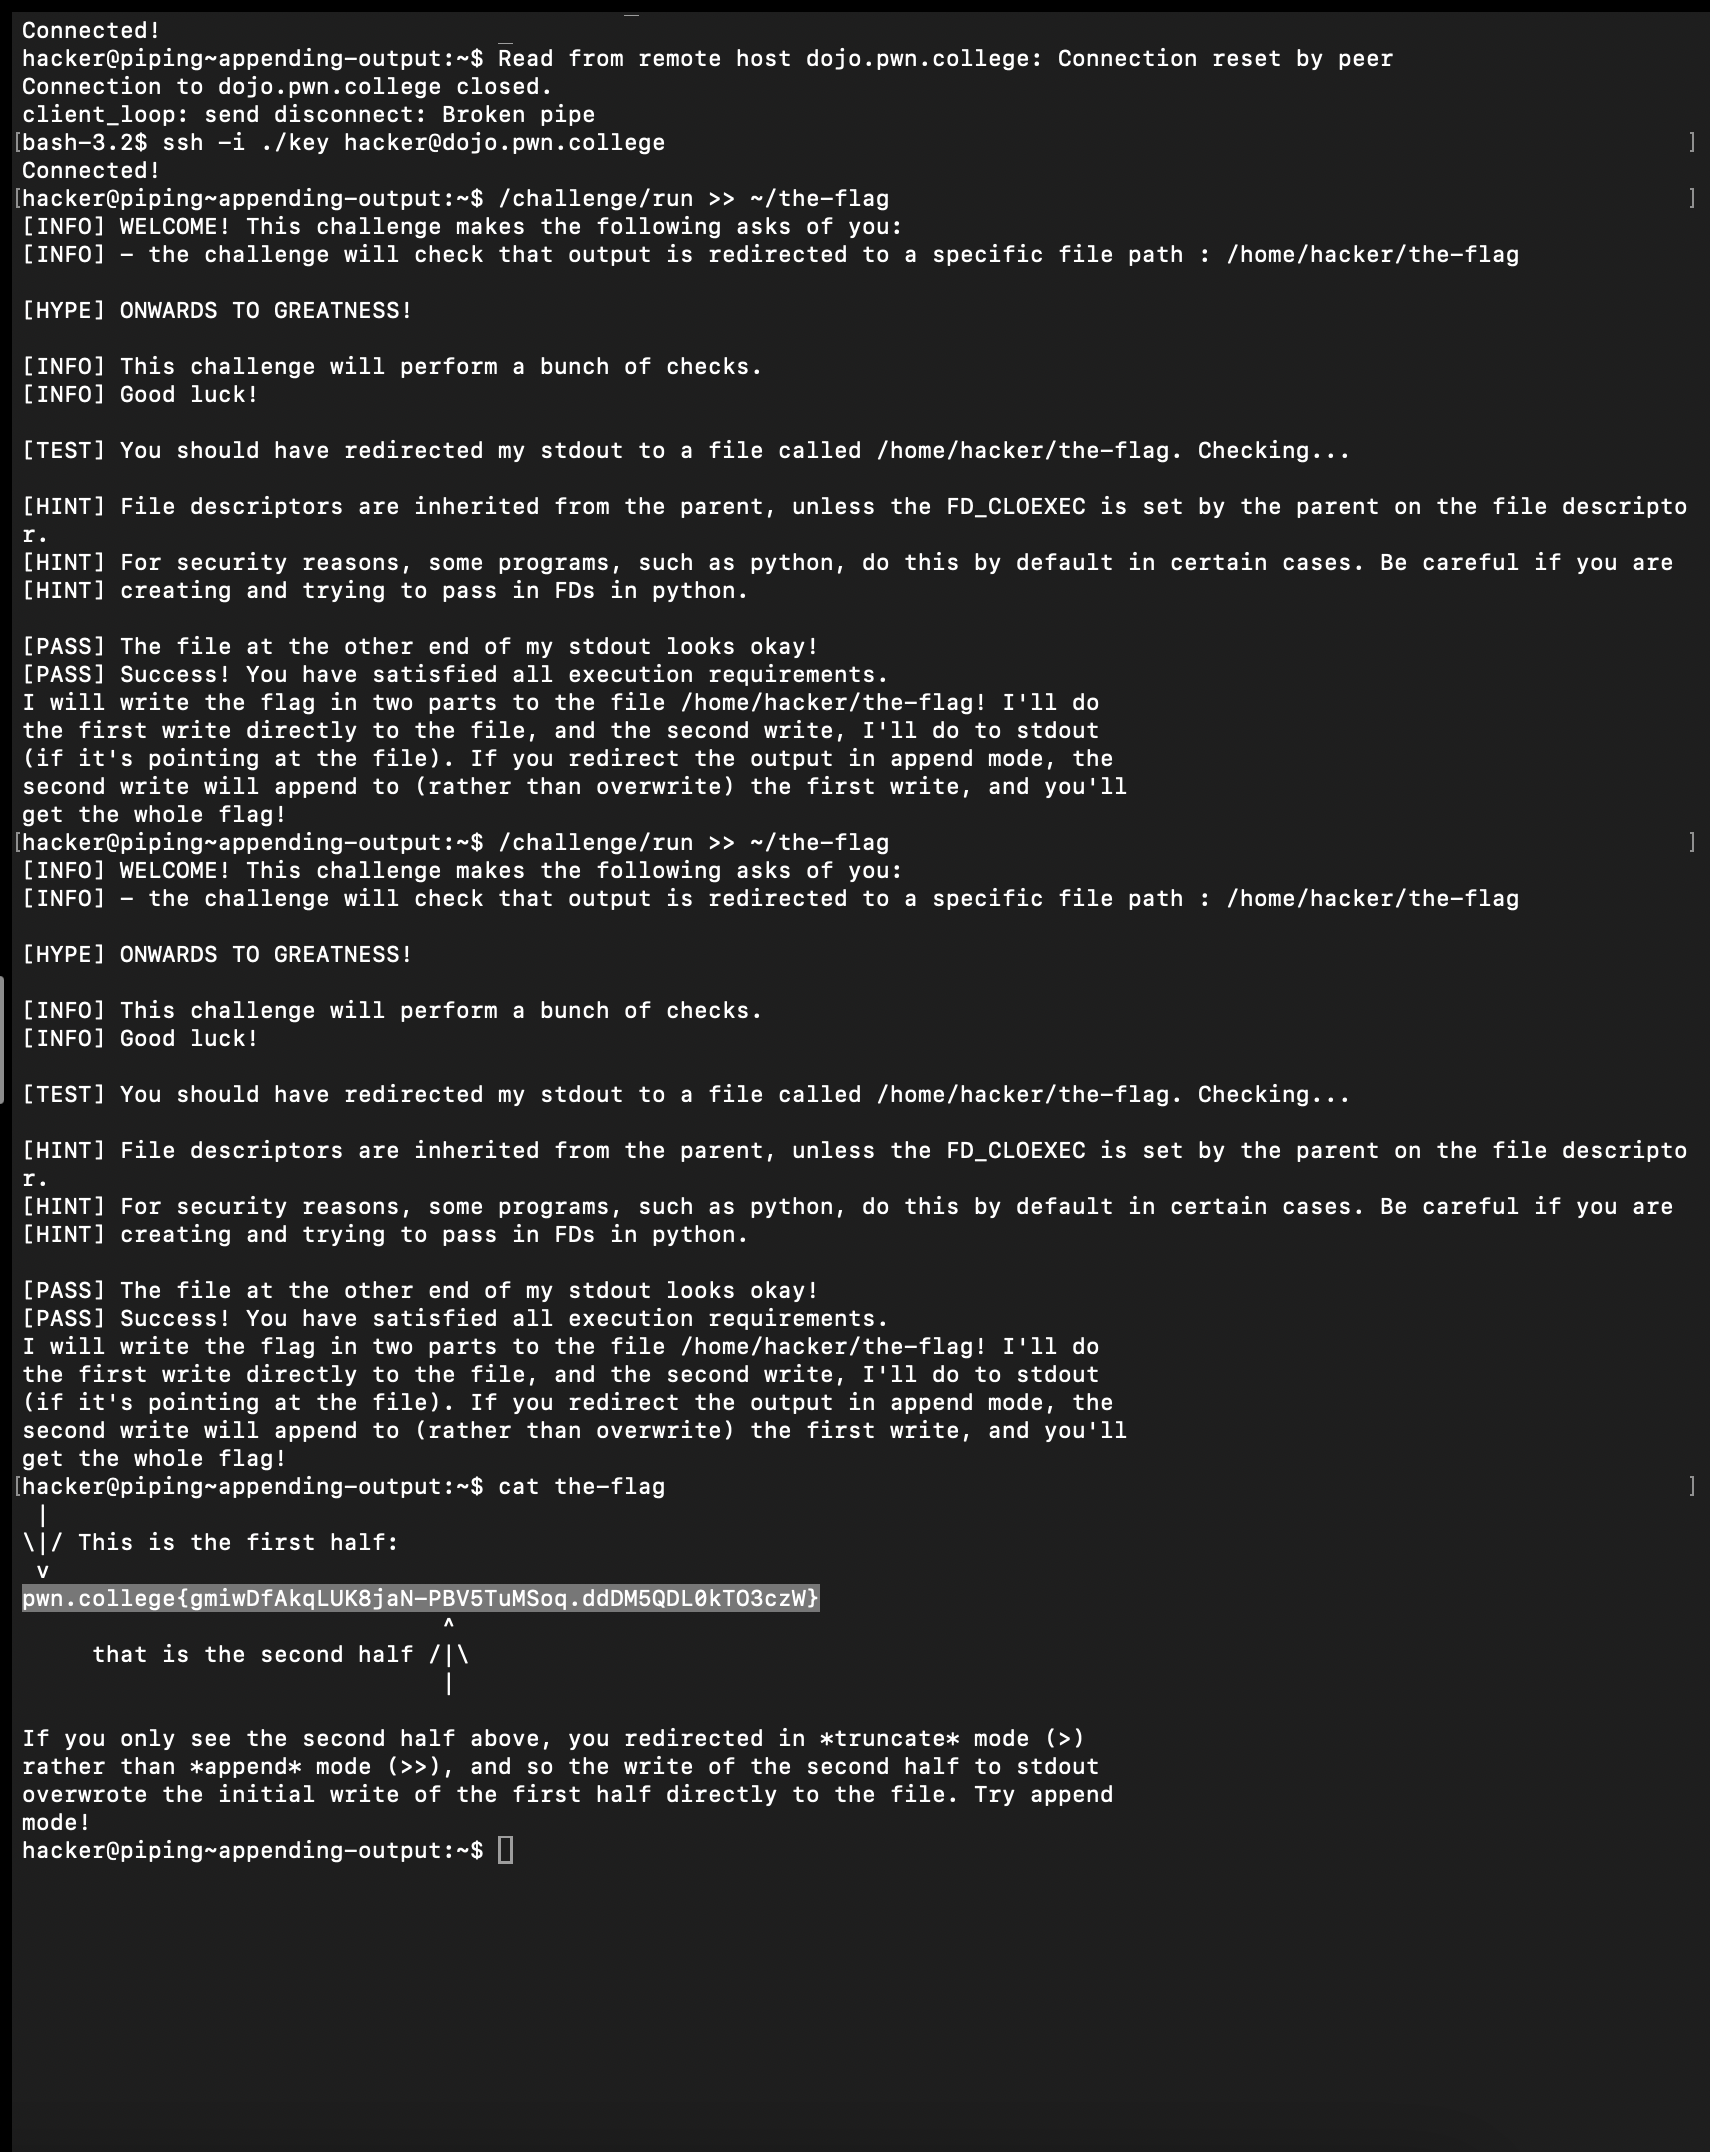 Connected!
hacker@piping~appending-output:~$ Read from remote host dojo.pwn.college: Connection reset by peer
Connection to dojo.pwn.college closed.
client_loop: send disconnect: Broken pipe
[bash-3.2$ ssh -i ./key hacker@dojo.pwn.college ]
Connected!
[hacker@piping~appending-output:~$ /challenge/run >> ~/the-flag ]
[INFO] WELCOME! This challenge makes the following asks of you:
[INFO] - the challenge will check that output is redirected to a specific file path : /home/hacker/the-flag

[HYPE] ONWARDS TO GREATNESS!

[INFO] This challenge will perform a bunch of checks.
[INFO] Good luck!

[TEST] You should have redirected my stdout to a file called /home/hacker/the-flag. Checking...

[HINT] File descriptors are inherited from the parent, unless the FD_CLOEXEC is set by the parent on the file descripto
r.
[HINT] For security reasons, some programs, such as python, do this by default in certain cases. Be careful if you are
[HINT] creating and trying to pass in FDs in python.

[PASS] The file at the other end of my stdout looks okay!
[PASS] Success! You have satisfied all execution requirements.
I will write the flag in two parts to the file /home/hacker/the-flag! I'll do
the first write directly to the file, and the second write, I'll do to stdout
(if it's pointing at the file). If you redirect the output in append mode, the
second write will append to (rather than overwrite) the first write, and you'll
get the whole flag!
[hacker@piping~appending-output:~$ /challenge/run >> ~/the-flag ]
[INFO] WELCOME! This challenge makes the following asks of you:
[INFO] - the challenge will check that output is redirected to a specific file path : /home/hacker/the-flag

[HYPE] ONWARDS TO GREATNESS!

[INFO] This challenge will perform a bunch of checks.
[INFO] Good luck!

[TEST] You should have redirected my stdout to a file called /home/hacker/the-flag. Checking...

[HINT] File descriptors are inherited from the parent, unless the FD_CLOEXEC is set by the parent on the file descripto
r.
[HINT] For security reasons, some programs, such as python, do this by default in certain cases. Be careful if you are
[HINT] creating and trying to pass in FDs in python.

[PASS] The file at the other end of my stdout looks okay!
[PASS] Success! You have satisfied all execution requirements.
I will write the flag in two parts to the file /home/hacker/the-flag! I'll do
the first write directly to the file, and the second write, I'll do to stdout
(if it's pointing at the file). If you redirect the output in append mode, the
second write will append to (rather than overwrite) the first write, and you'll
get the whole flag!
[hacker@piping~appending-output:~$ cat the-flag ]
 |
\|/ This is the first half:
 v
pwn.college{gmiwDfAkqLUK8jaN-PBV5TuMSoq.ddDM5QDL0kTO3czW}
                              ^
     that is the second half /|\
                              |

If you only see the second half above, you redirected in *truncate* mode (>)
rather than *append* mode (>>), and so the write of the second half to stdout
overwrote the initial write of the first half directly to the file. Try append
mode!
hacker@piping~appending-output:~$